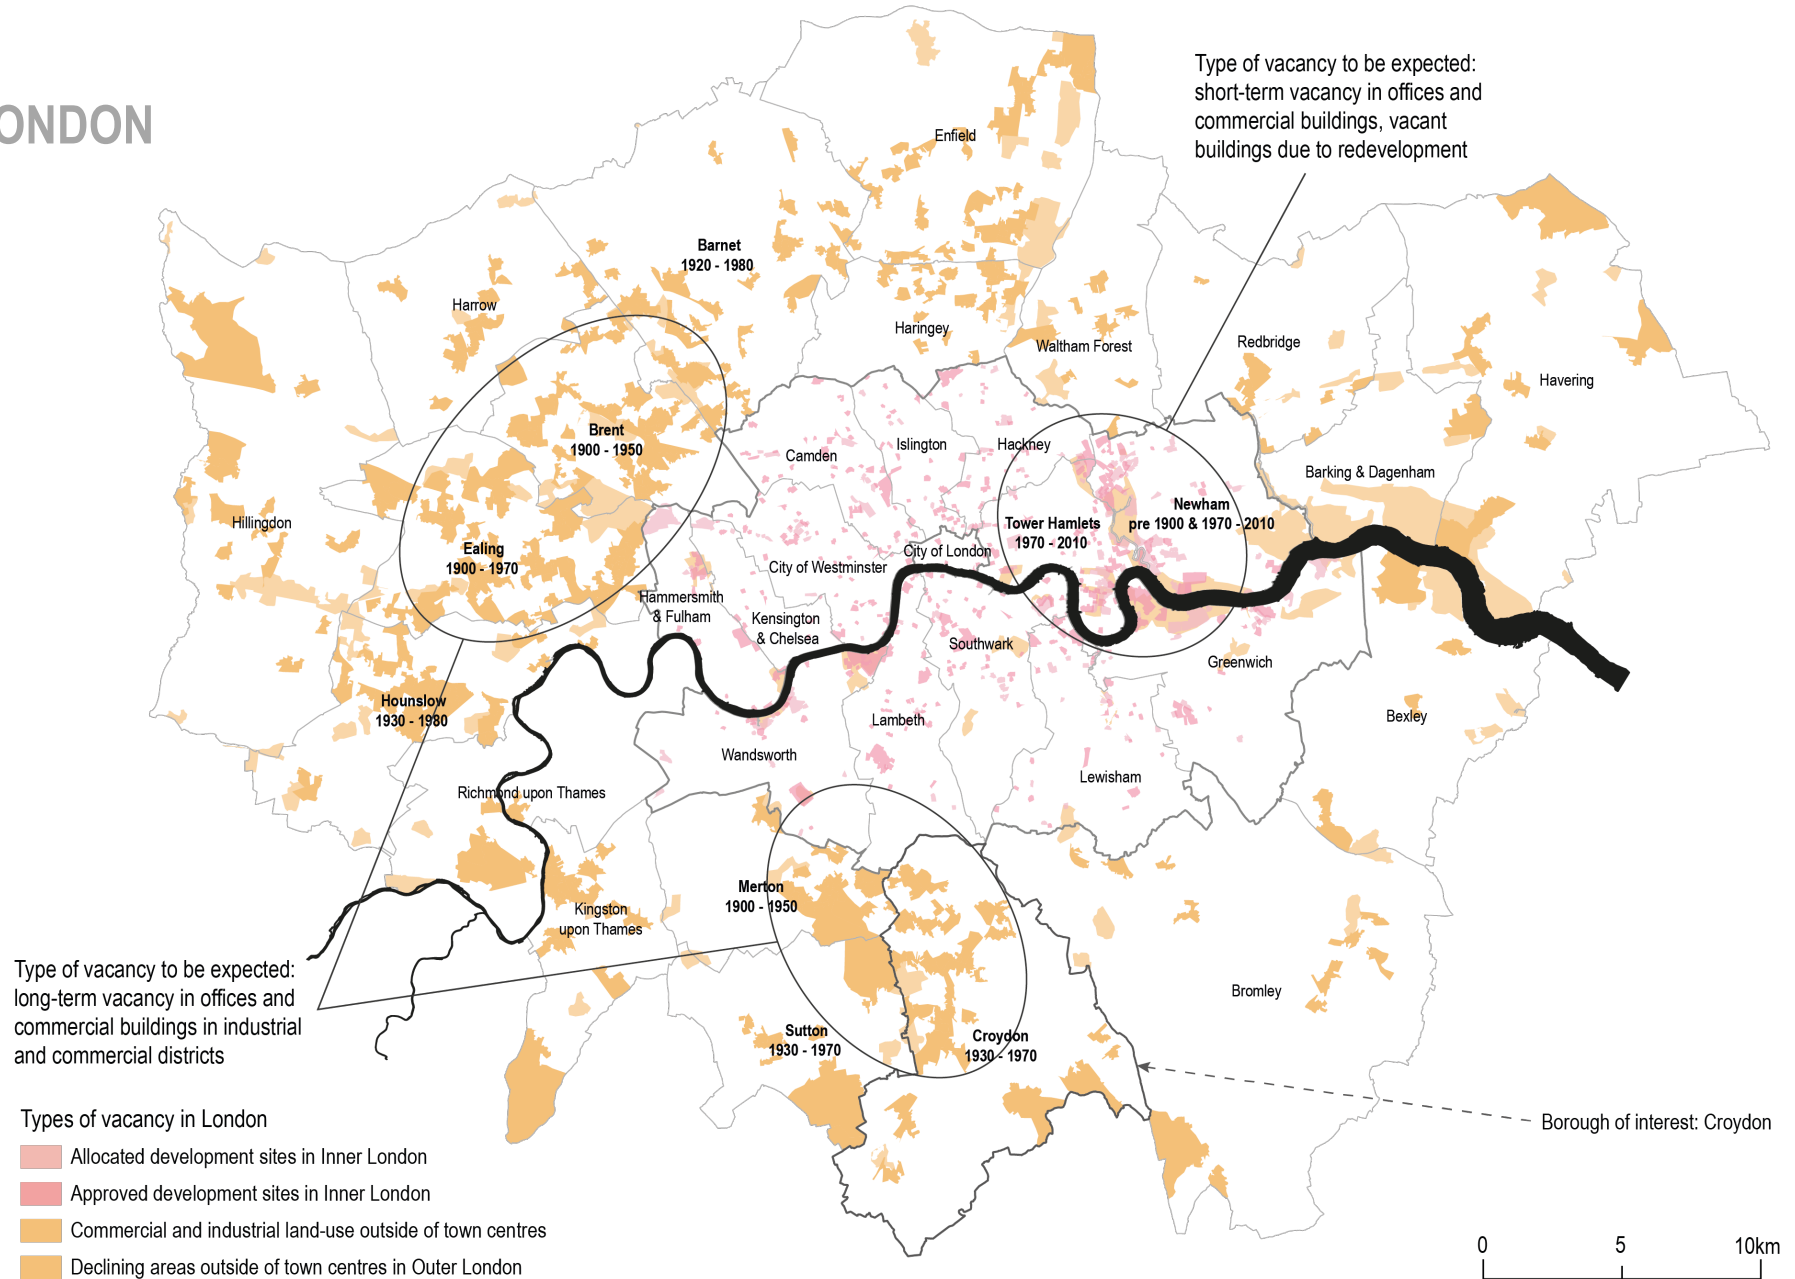 ONDON
Type of vacancy to be expected:
short-term vacancy in offices and
commercial buildings, vacant
buildings due to redevelopment
Enfield
Barnet
1920 - 1980
Harrow
Haringey
Waltham Forest
Redbridge
Havering
Brent
1900 - 1950
Camden
Islington
Hackney
Barking & Dagenham
Hillingdon
Ealing
1900 - 1970
Tower Hamlets
1970 - 2010
Newham
pre 1900 & 1970 - 2010
City of London
City of Westminster
Hammersmith
& Fulham
Kensington
& Chelsea
Southwark
Greenwich
Hounslow
1930 - 1980
Lambeth
Bexley
Wandsworth
Lewisham
Richmond upon Thames
Merton
1900 - 1950
Kingston
upon Thames
Type of vacancy to be expected:
long-term vacancy in offices and
commercial buildings in industrial
and commercial districts
Bromley
Sutton
1930 - 1970
Croydon
1930 - 1970
Borough of interest: Croydon
Types of vacancy in London
Allocated development sites in Inner London
Approved development sites in Inner London
Commercial and industrial land-use outside of town centres
Declining areas outside of town centres in Outer London
0 5 10km